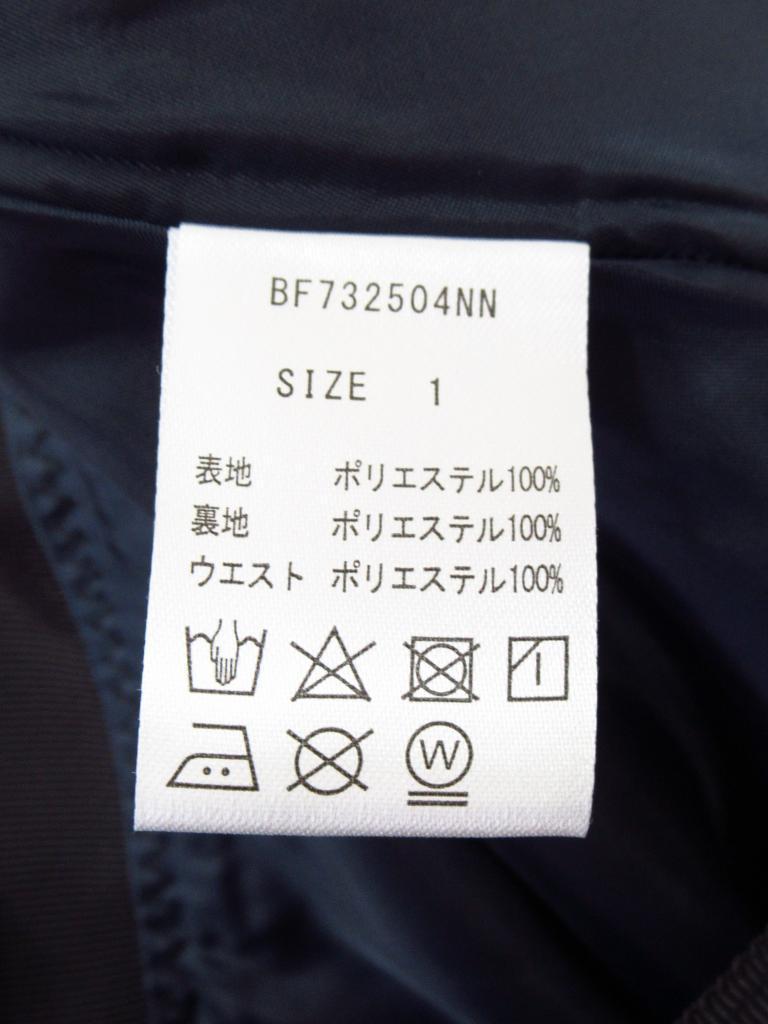 BF732504NN
SIZE 1
表地 ポリエステル100%
裏地 ポリエステル100%
ウエスト ポリエステル100%
W